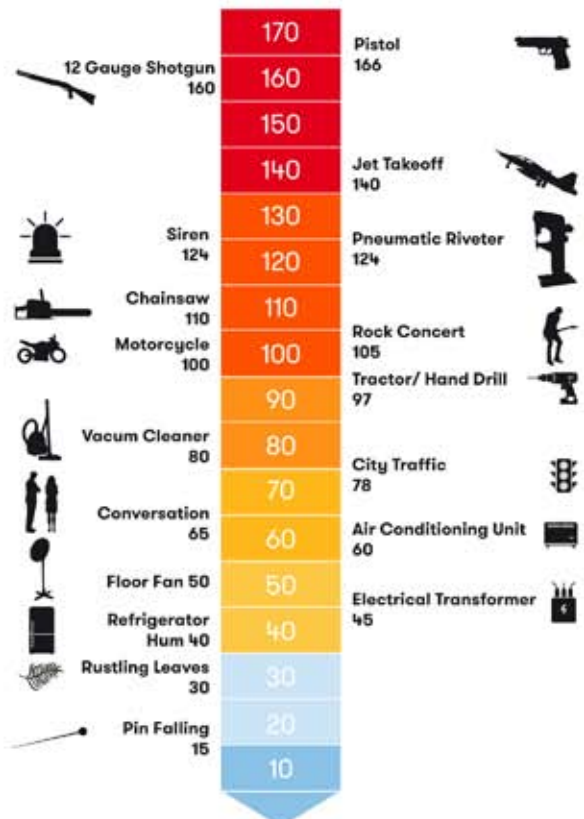 170
Pistol
166
12 Gauge Shotgun
160
160
150
140
Jet Takeoff
140
130
Siren
124
Pneumatic Riveter
124
120
Chainsaw
110
110
Rock Concert
105
Motorcycle
100
100
Tractor/ Hand Drill
97
90
Vacum Cleaner
80
80
City Traffic
78
70
Conversation
65
Air Conditioning Unit
60
60
Floor Fan 50
50
Electrical Transformer
45
Refrigerator
Hum 40
40
Rustling Leaves
30
30
20
Pin Falling
15
10